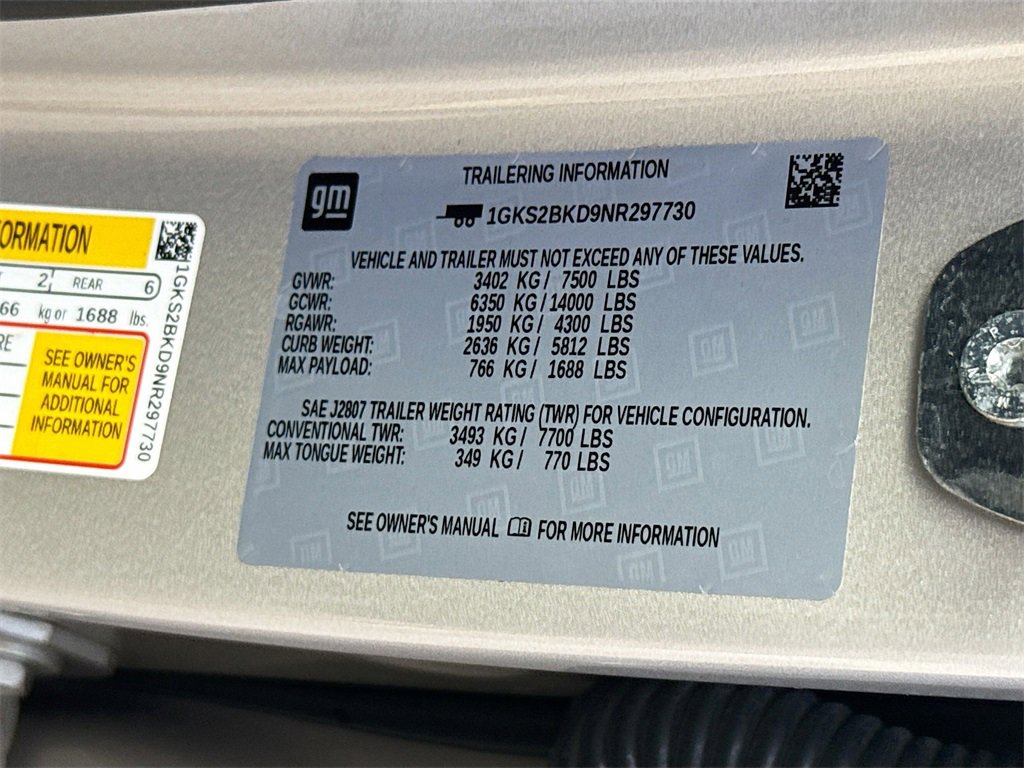 ORMATION
2 REAR 6
66 kg or 1688 lbs.
RE
SEE OWNER'S
MANUAL FOR
ADDITIONAL
INFORMATION
1GKS2BKD9NR297730
gm
TRAILERING INFORMATION
1GKS2BKD9NR297730
VEHICLE AND TRAILER MUST NOT EXCEED ANY OF THESE VALUES.
GVWR: 3402 KG / 7500 LBS
GCWR: 6350 KG / 14000 LBS
RGAWR: 1950 KG / 4300 LBS
CURB WEIGHT: 2636 KG / 5812 LBS
MAX PAYLOAD: 766 KG / 1688 LBS
SAE J2807 TRAILER WEIGHT RATING (TWR) FOR VEHICLE CONFIGURATION.
CONVENTIONAL TWR: 3493 KG / 7700 LBS
MAX TONGUE WEIGHT: 349 KG / 770 LBS
SEE OWNER'S MANUAL FOR MORE INFORMATION